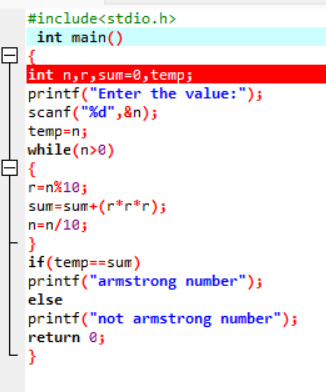 #include<stdio.h>
int main()
{
int n,r,sum=0,temp;
printf("Enter the value:");
scanf("%d",&n);
temp=n;
while(n>0)
{
r=n%10;
sum=sum+(r*r*r);
n=n/10;
}
if(temp==sum)
printf("armstrong number");
else
printf("not armstrong number");
return 0;
}